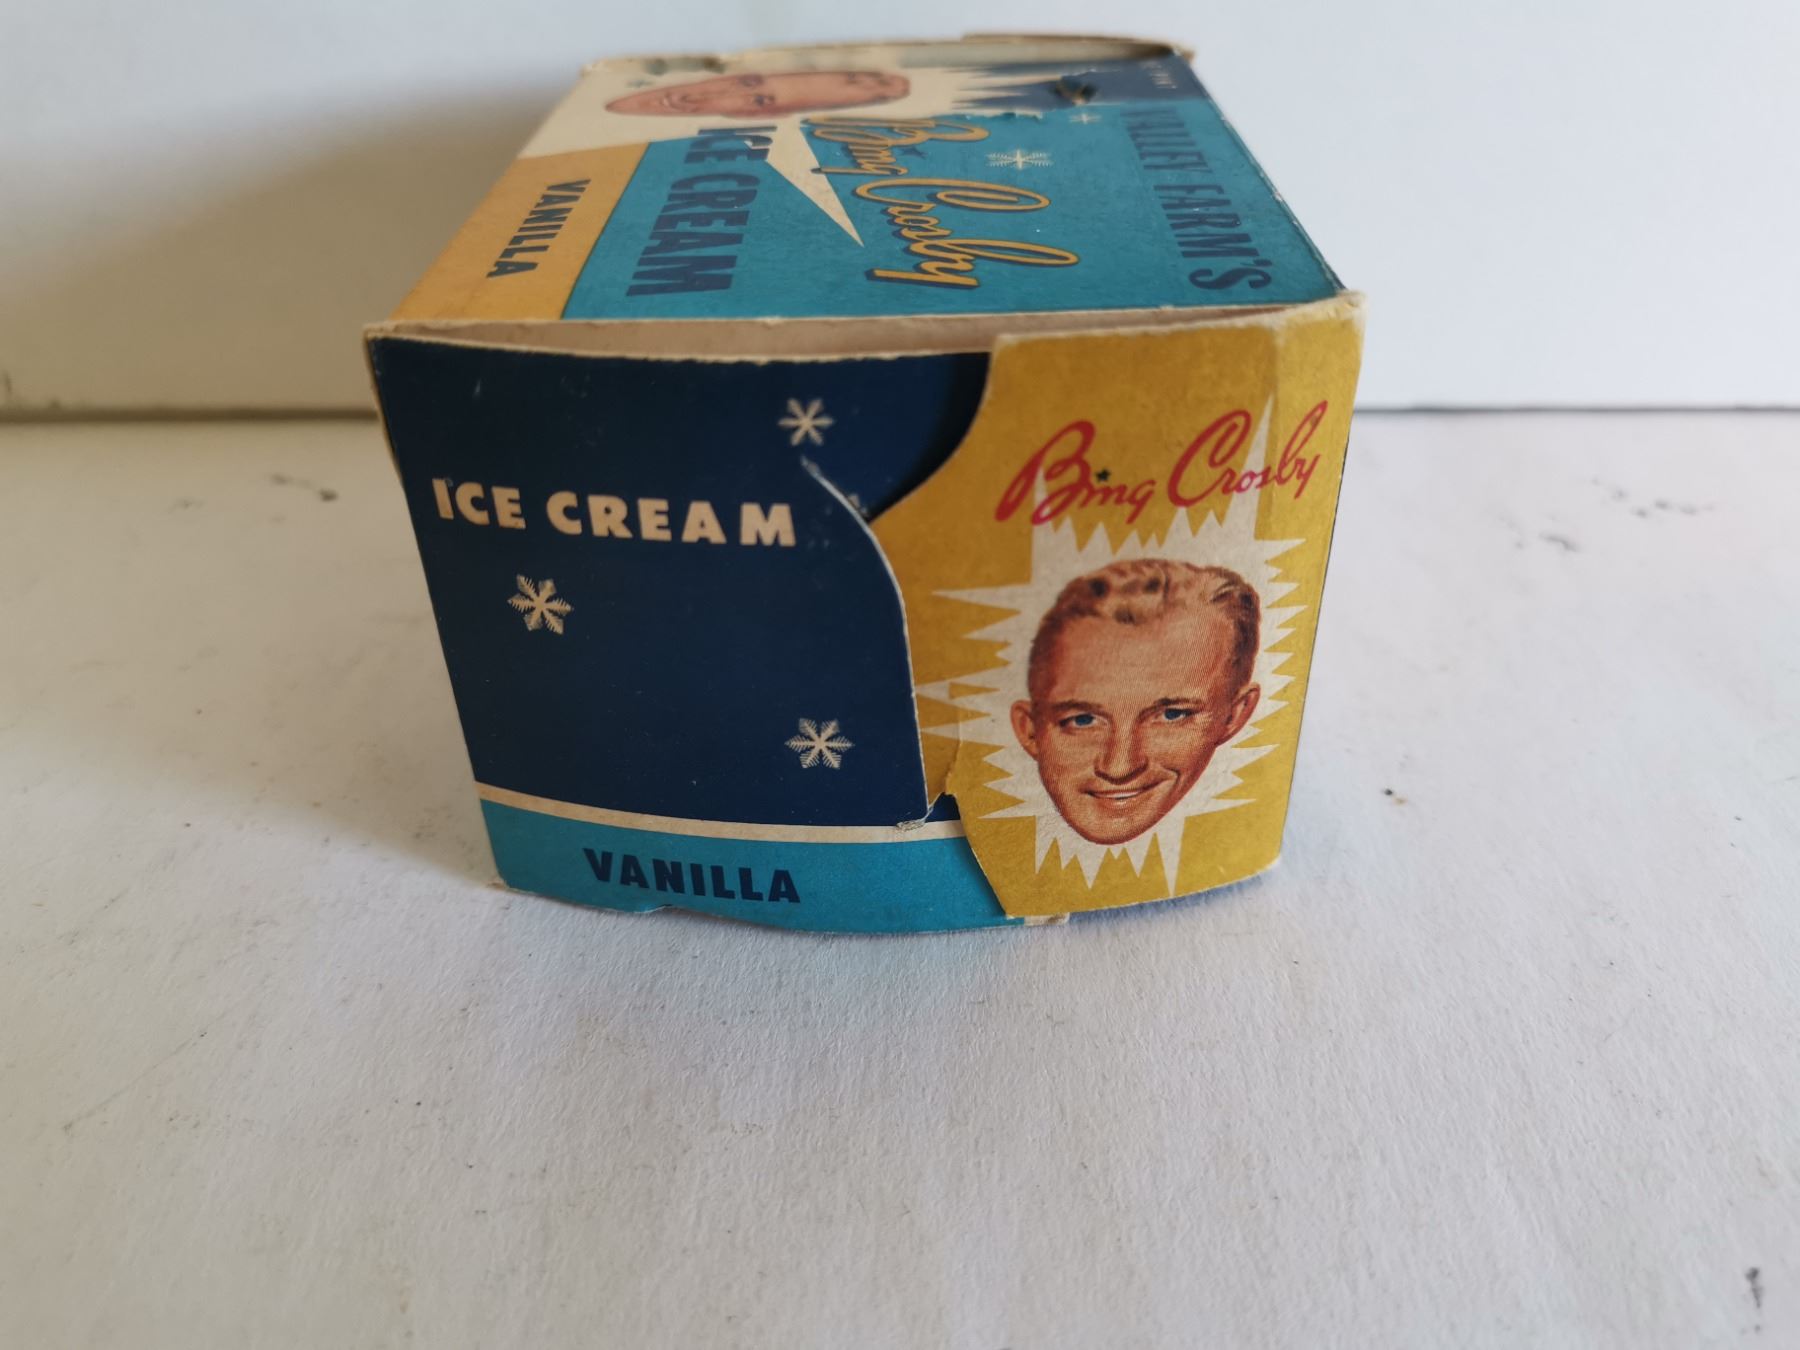 VALLEY FARM'S
Bing Crosby
ICE CREAM
VANILLA
ICE CREAM
VANILLA
Bing Crosby